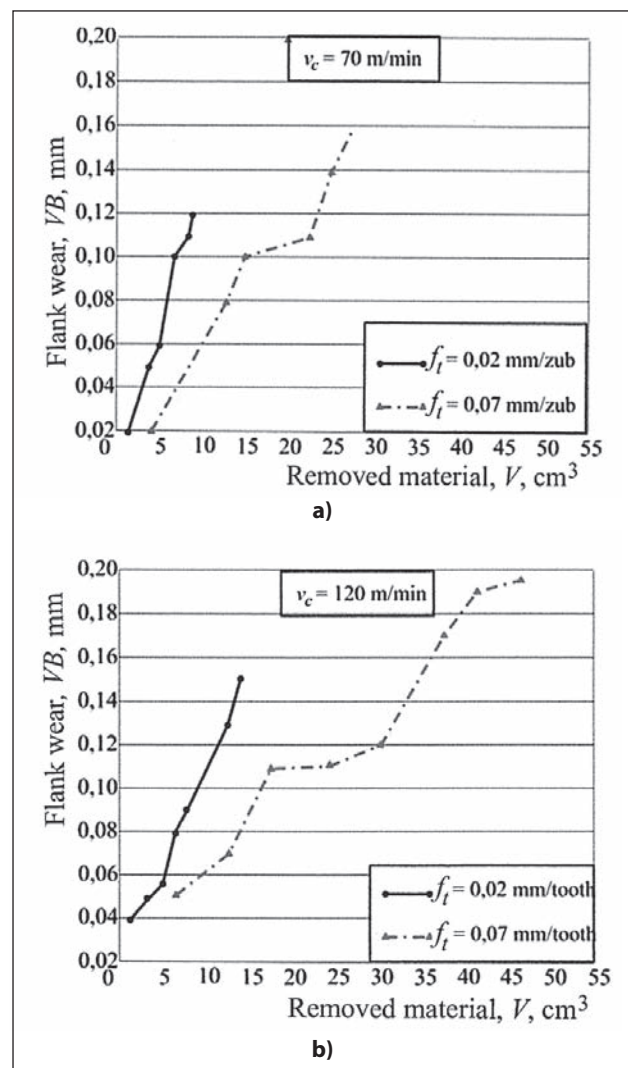 0,20
v_c = 70 m/min
0,18
0,16
0,14
0,12
0,10
0,08
0,06
0,04
0,02
Flank wear, VB, mm
f_t = 0,02 mm/zub
f_t = 0,07 mm/zub
0 5 10 15 20 25 30 35 40 45 50 55
Removed material, V, cm³
a)
0,20
v_c = 120 m/min
0,18
0,16
0,14
0,12
0,10
0,08
0,06
0,04
0,02
Flank wear, VB, mm
f_t = 0,02 mm/tooth
f_t = 0,07 mm/tooth
0 5 10 15 20 25 30 35 40 45 55
Removed material, V, cm³
b)